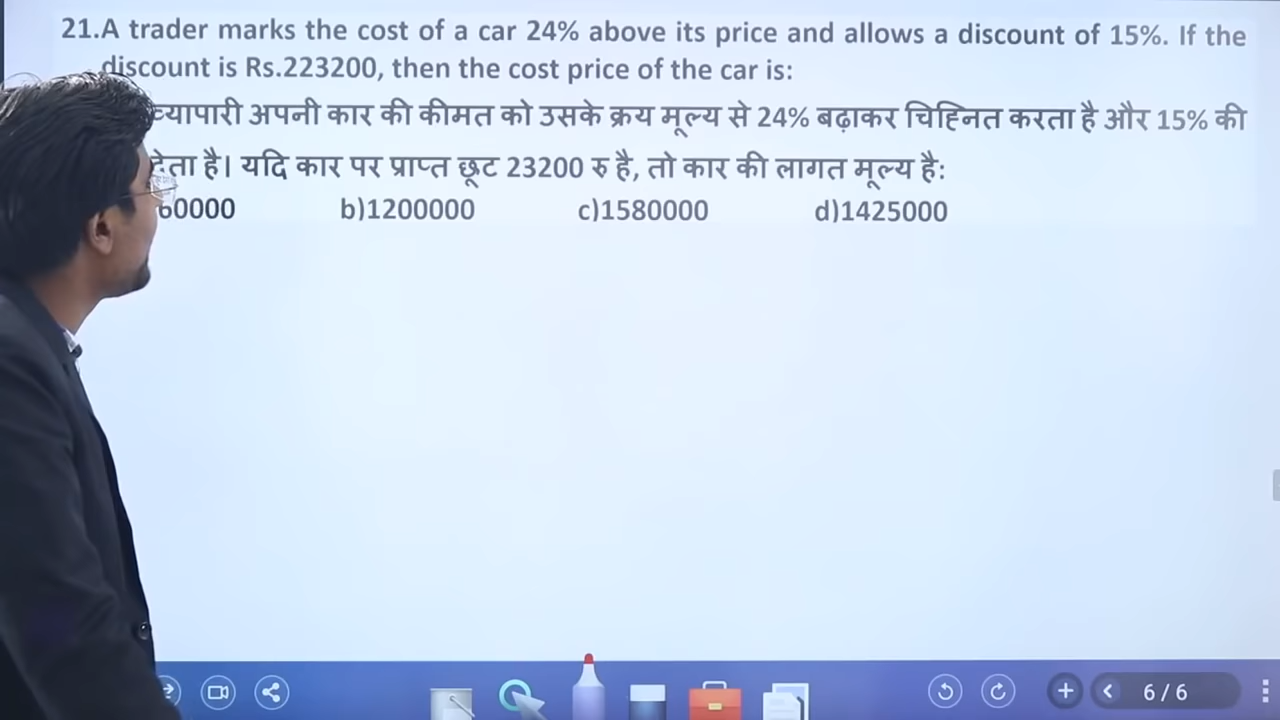 21.A trader marks the cost of a car 24% above its price and allows a discount of 15%. If the
discount is Rs.223200, then the cost price of the car is:
व्यापारी अपनी कार की कीमत को उसके क्रय मूल्य से 24% बढ़ाकर चिह्नित करता है और 15% की
देता है। यदि कार पर प्राप्त छूट 23200 रु है, तो कार की लागत मूल्य है:
60000 b)1200000 c)1580000 d)1425000
6 / 6